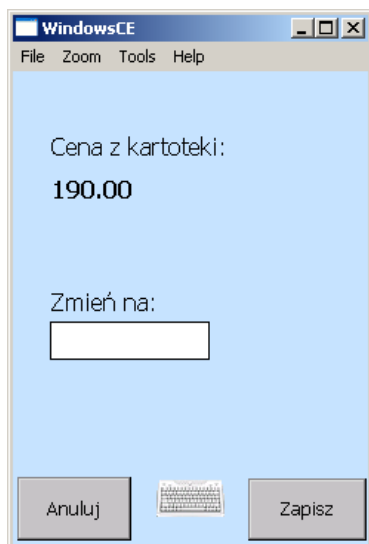 WindowsCE
File Zoom Tools Help
Cena z kartoteki:
190.00
Zmień na:
Anuluj Zapisz